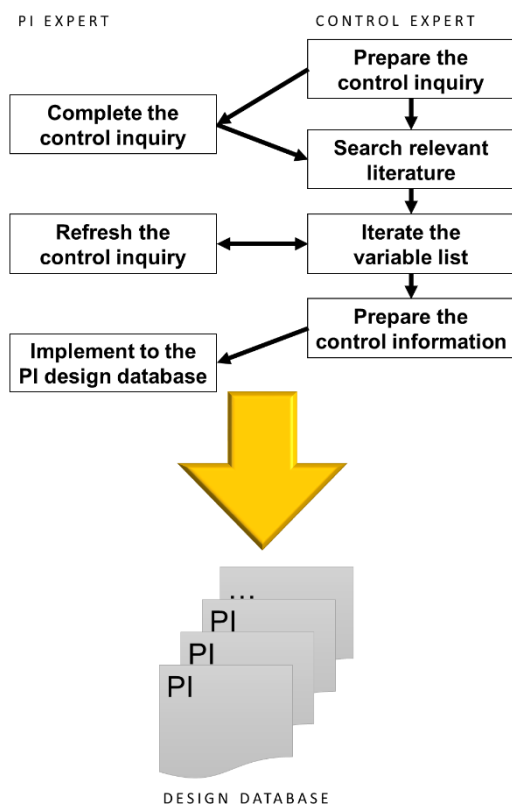 PI EXPERT
CONTROL EXPERT
Prepare the
control inquiry
Complete the
control inquiry
Search relevant
literature
Refresh the
control inquiry
Iterate the
variable list
Prepare the
control information
Implement to the
PI design database
...
PI
PI
PI
DESIGN DATABASE